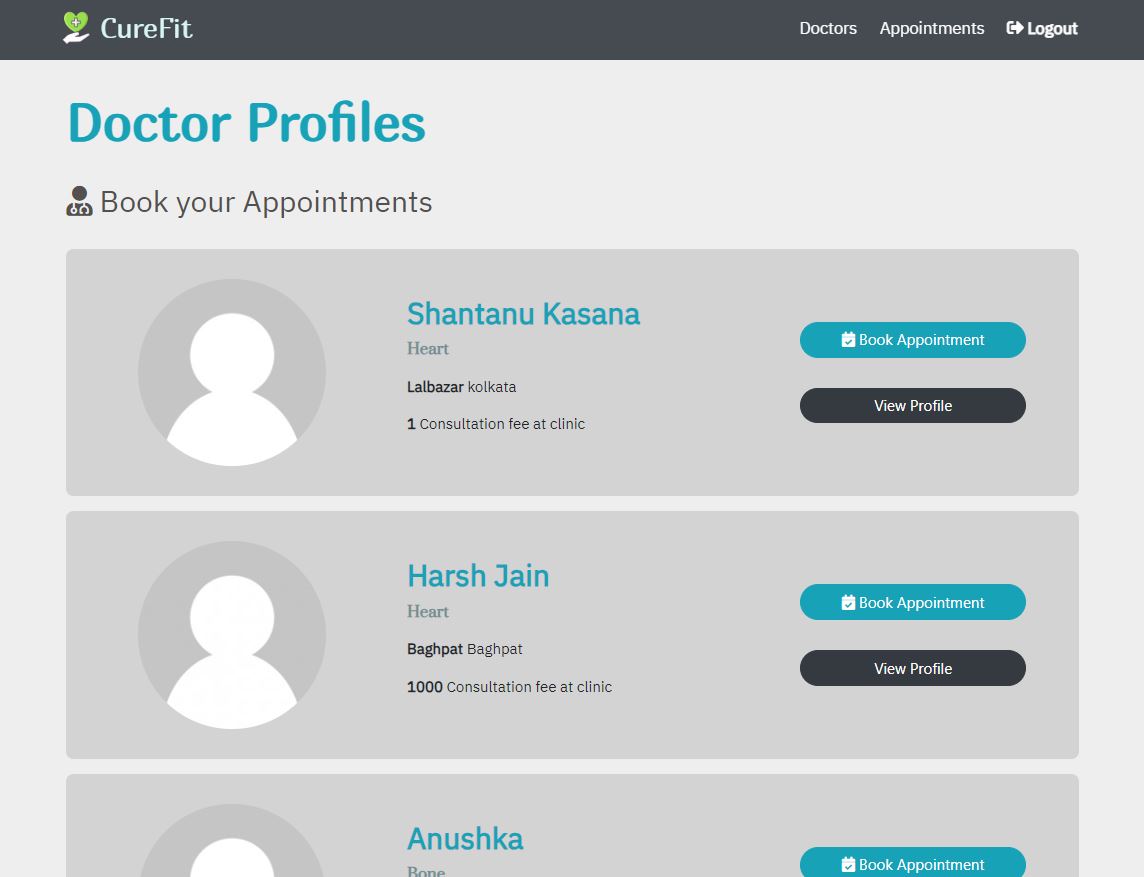 CureFit
Doctors Appointments Logout
Doctor Profiles
Book your Appointments
Shantanu Kasana
Heart
Lalbazar kolkata
1 Consultation fee at clinic
Book Appointment
View Profile
Harsh Jain
Heart
Baghpat Baghpat
1000 Consultation fee at clinic
Book Appointment
View Profile
Anushka
Bone
Book Appointment